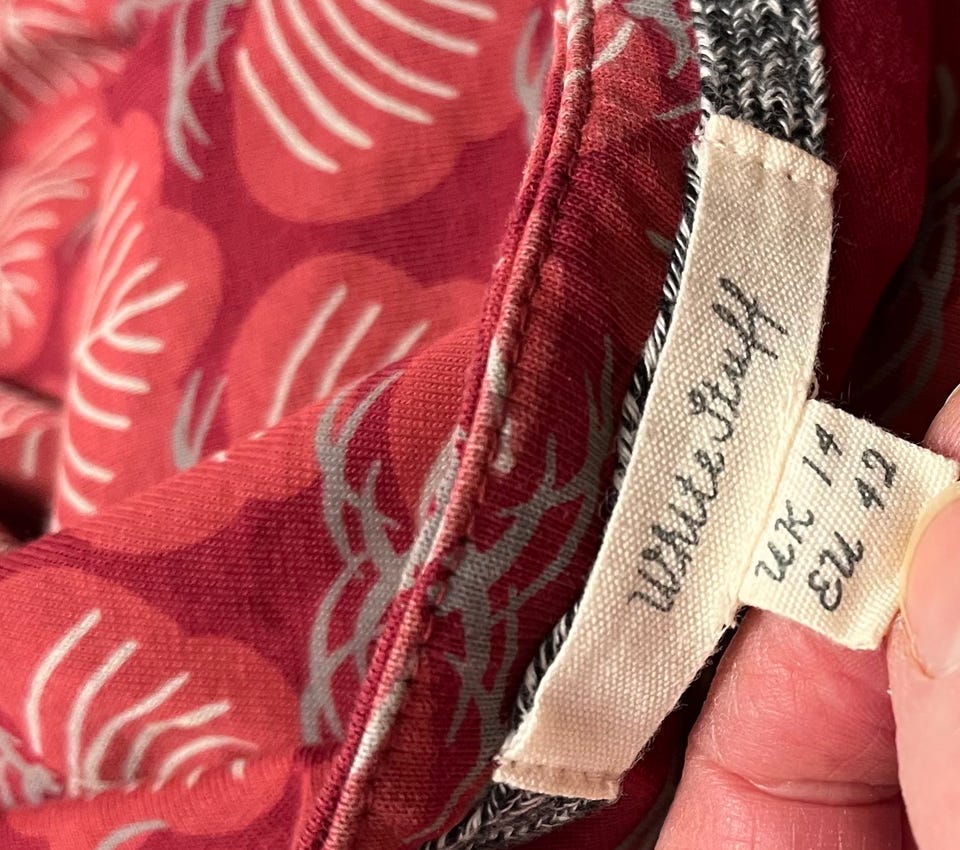 White Stuff
UK 14
EU 42